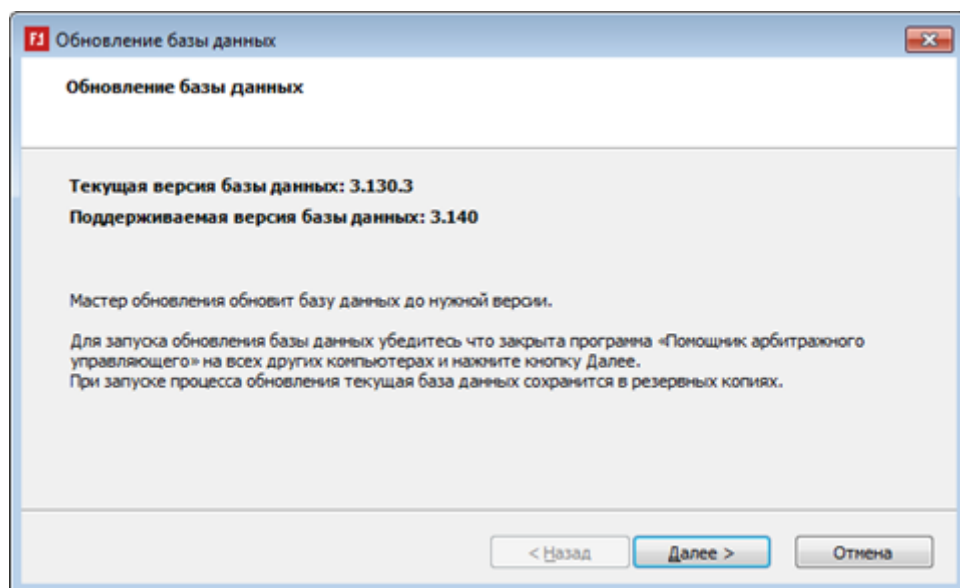 Обновление базы данных
Обновление базы данных
Текущая версия базы данных: 3.130.3
Поддерживаемая версия базы данных: 3.140
Мастер обновления обновит базу данных до нужной версии.
Для запуска обновления базы данных убедитесь что закрыта программа «Помощник арбитражного
управляющего» на всех других компьютерах и нажмите кнопку Далее.
При запуске процесса обновления текущая база данных сохранится в резервных копиях.
< Назад Далее > Отмена